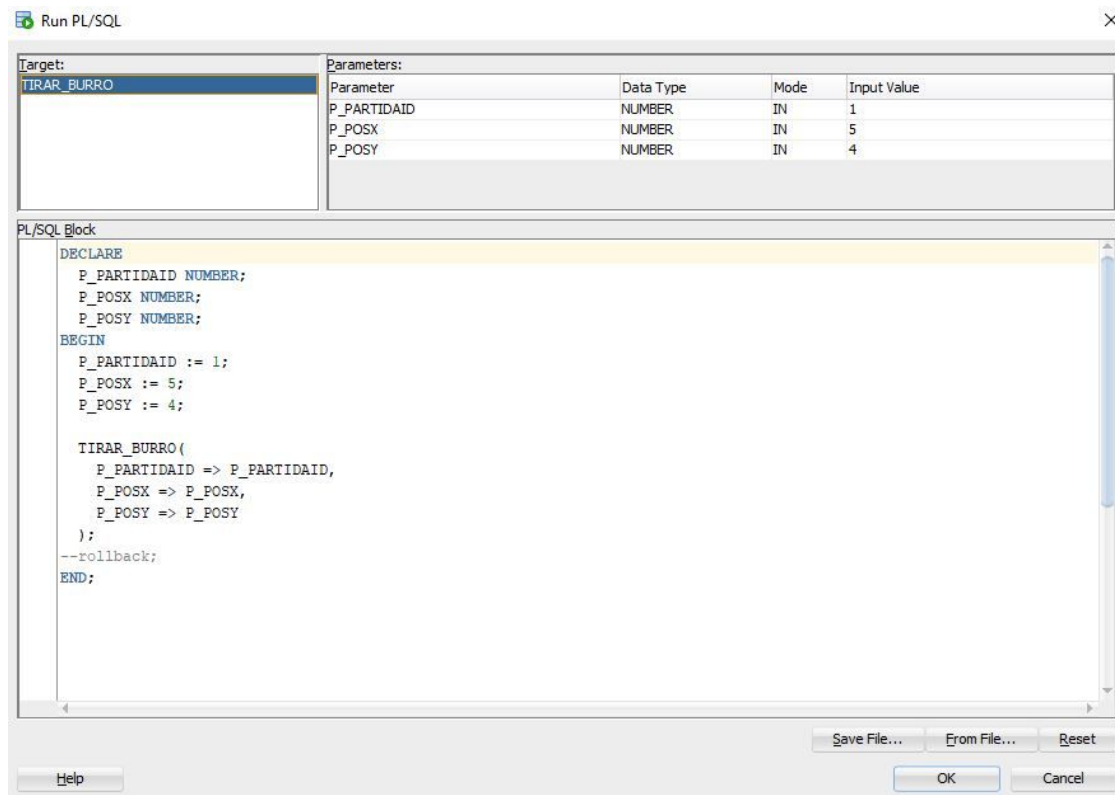 Run PL/SQL
Target:
TIRAR_BURRO
Parameters:
Parameter Data Type Mode Input Value
P_PARTIDAID NUMBER IN 1
P_POSX NUMBER IN 5
P_POSY NUMBER IN 4
PL/SQL Block
DECLARE
P_PARTIDAID NUMBER;
P_POSX NUMBER;
P_POSY NUMBER;
BEGIN
P_PARTIDAID := 1;
P_POSX := 5;
P_POSY := 4;
TIRAR_BURRO(
P_PARTIDAID => P_PARTIDAID,
P_POSX => P_POSX,
P_POSY => P_POSY
);
--rollback;
END;
Save File... From File... Reset
Help OK Cancel